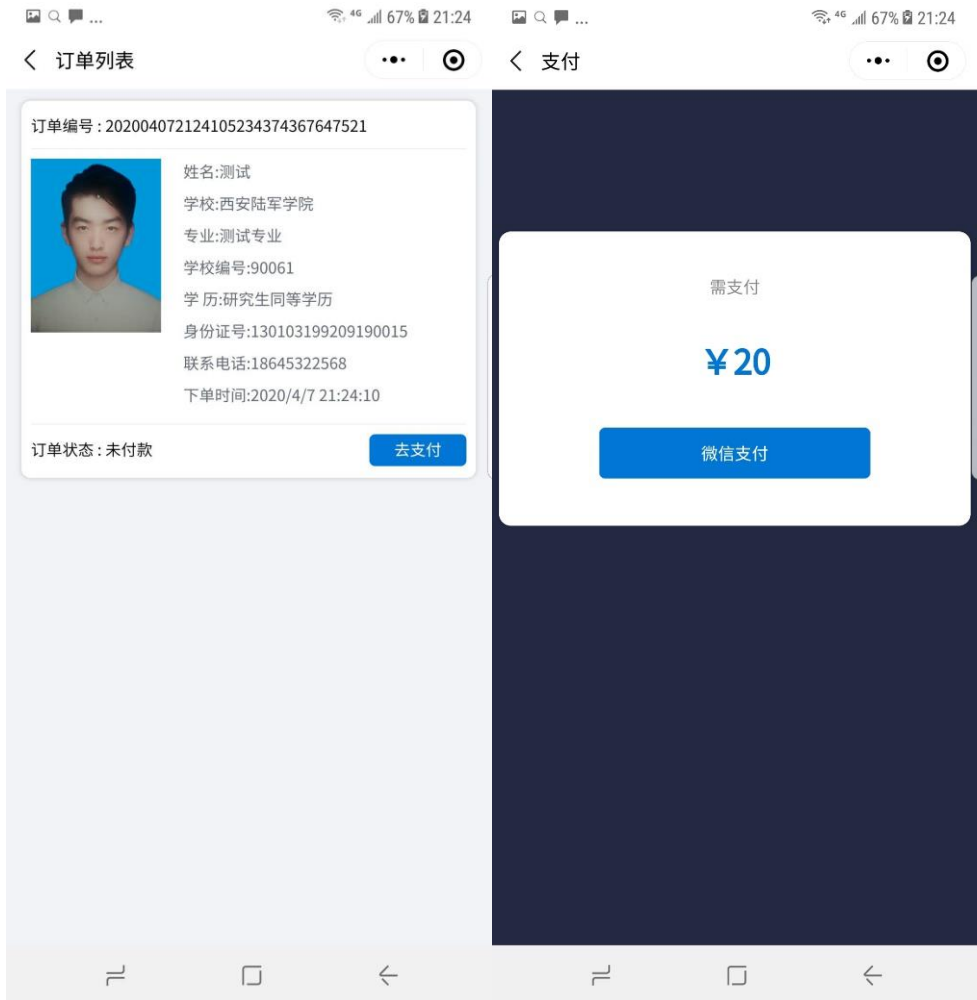 ... 4G 67% 21:24
订单列表
订单编号 : 2020040721241052343743676 47521
姓名:测试
学校:西安陆军学院
专业:测试专业
学校编号:90061
学 历:研究生同等学历
身份证号:130103199209190015
联系电话:18645322568
下单时间:2020/4/7 21:24:10
订单状态 : 未付款
去支付
... 4G 67% 21:24
支付
需支付
￥20
微信支付